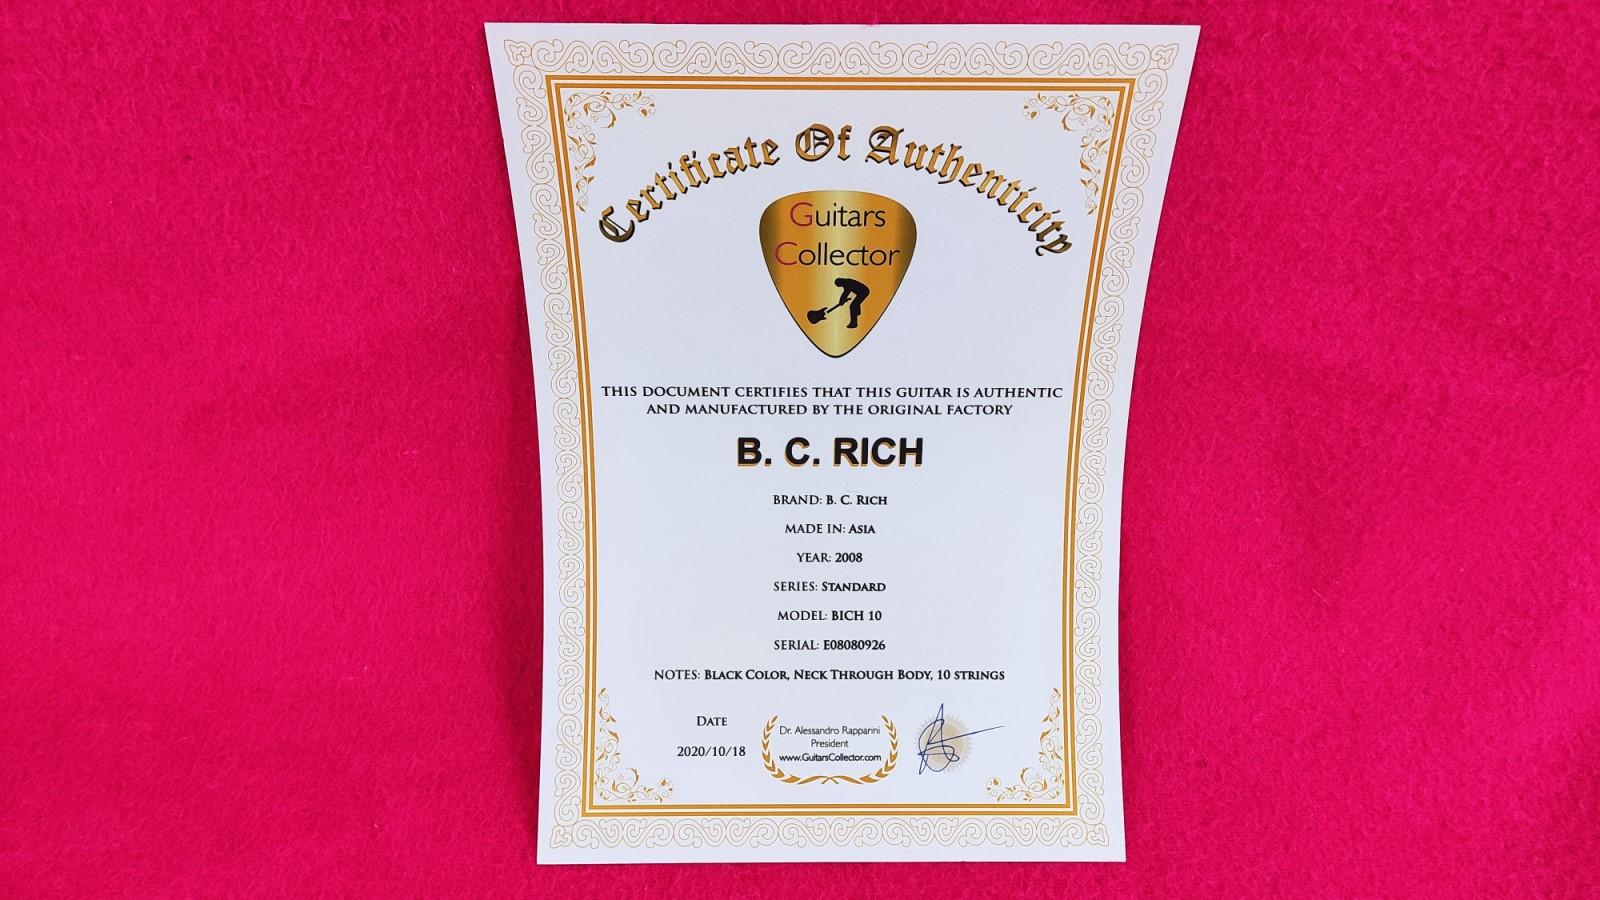 Certificate Of Authenticity
Guitars
Collector
THIS DOCUMENT CERTIFIES THAT THIS GUITAR IS AUTHENTIC
AND MANUFACTURED BY THE ORIGINAL FACTORY
B. C. RICH
BRAND: B. C. RICH
MADE IN: ASIA
YEAR: 2008
SERIES: STANDARD
MODEL: BICH 10
SERIAL: E08080926
NOTES: BLACK COLOR, NECK THROUGH BODY, 10 STRINGS
DATE
2020/10/18
Dr. Alessandro Rapparini
President
www.GuitarsCollector.com